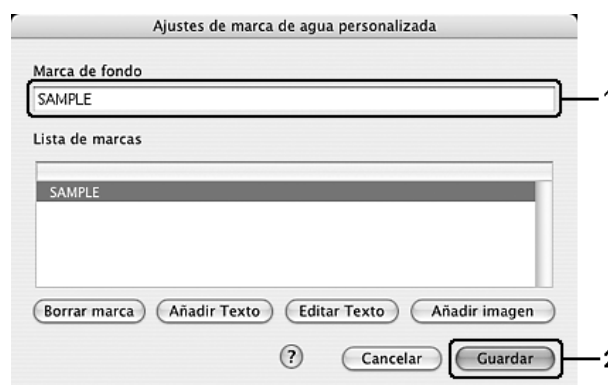 Ajustes de marca de agua personalizada
Marca de fondo
SAMPLE
1
Lista de marcas
SAMPLE
Borrar marca Añadir Texto Editar Texto Añadir imagen
? Cancelar Guardar
2